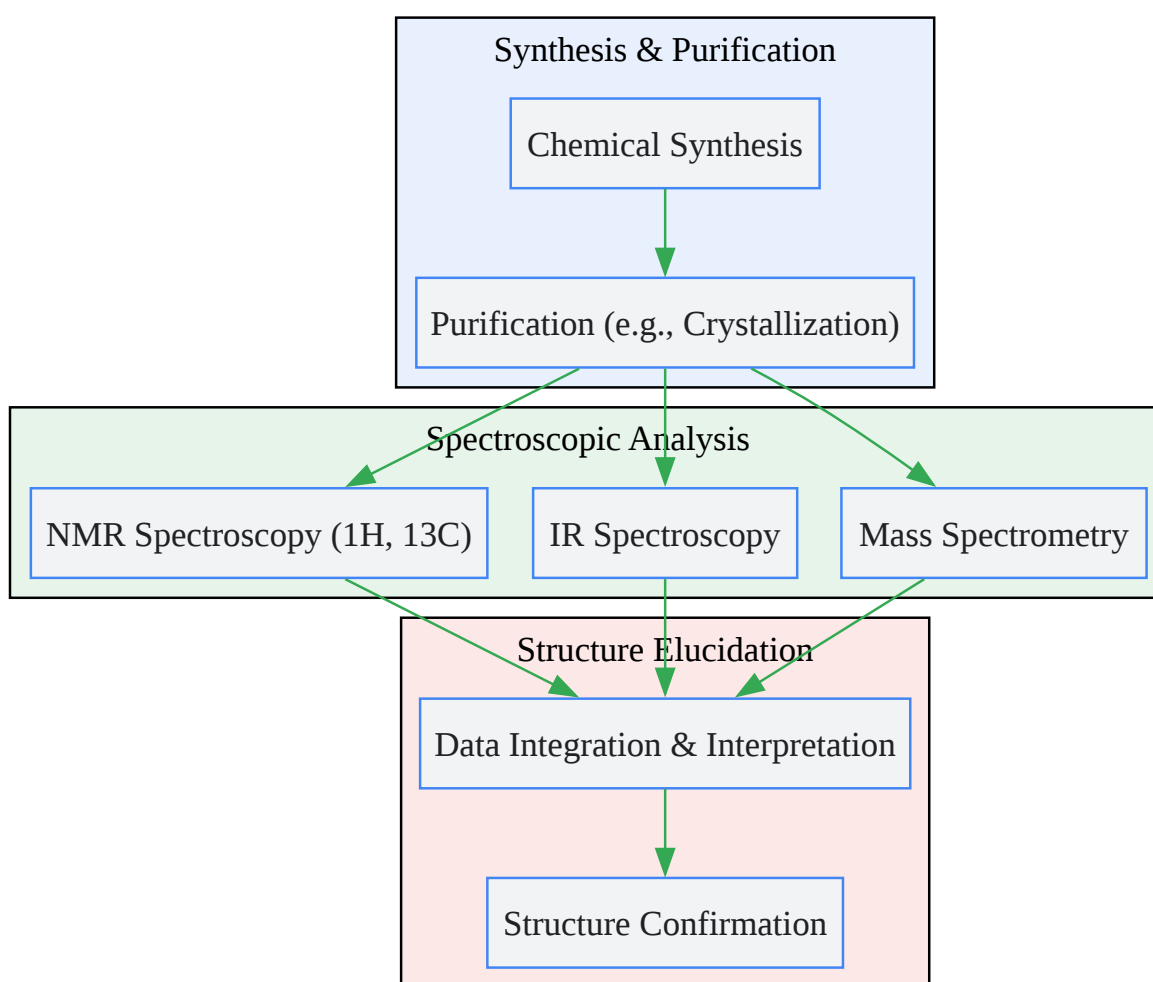 Synthesis & Purification
Chemical Synthesis
Purification (e.g., Crystallization)
Spectroscopic Analysis
NMR Spectroscopy (1H, 13C)
IR Spectroscopy
Mass Spectrometry
Structure Elucidation
Data Integration & Interpretation
Structure Confirmation